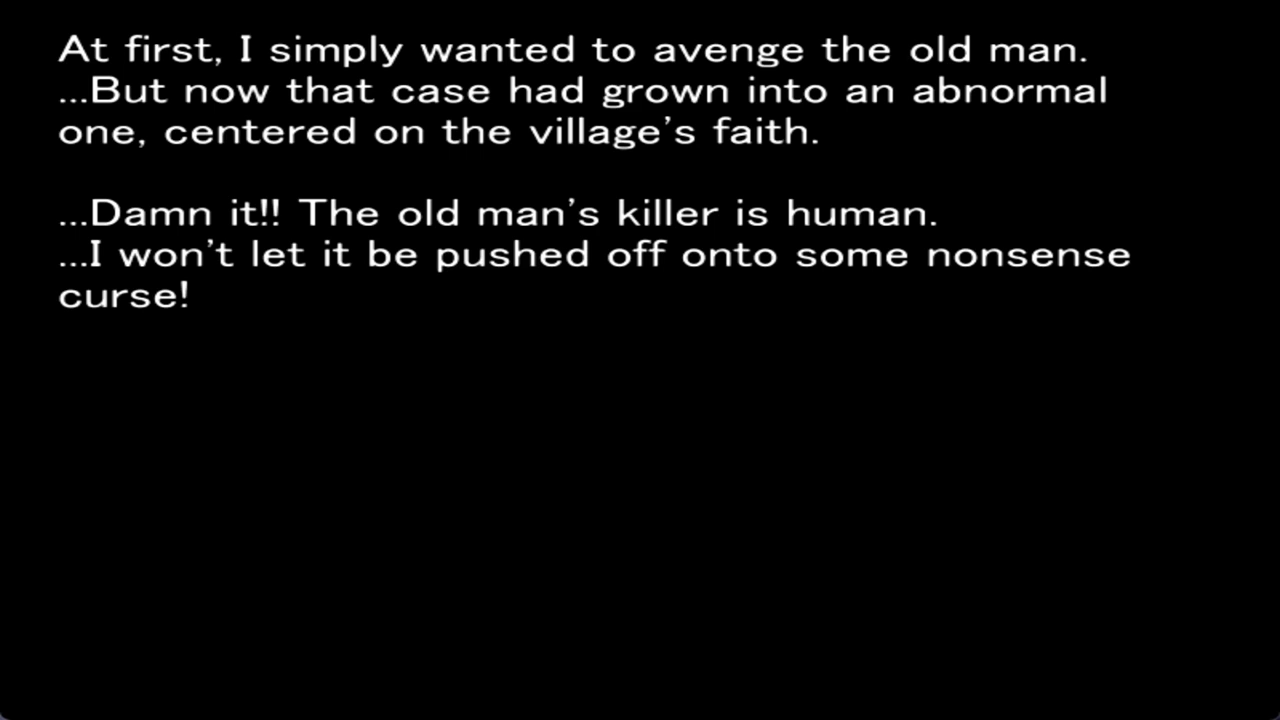 At first, I simply wanted to avenge the old man.
...But now that case had grown into an abnormal
one, centered on the village's faith.
...Damn it!! The old man's killer is human.
...I won't let it be pushed off onto some nonsense
curse!